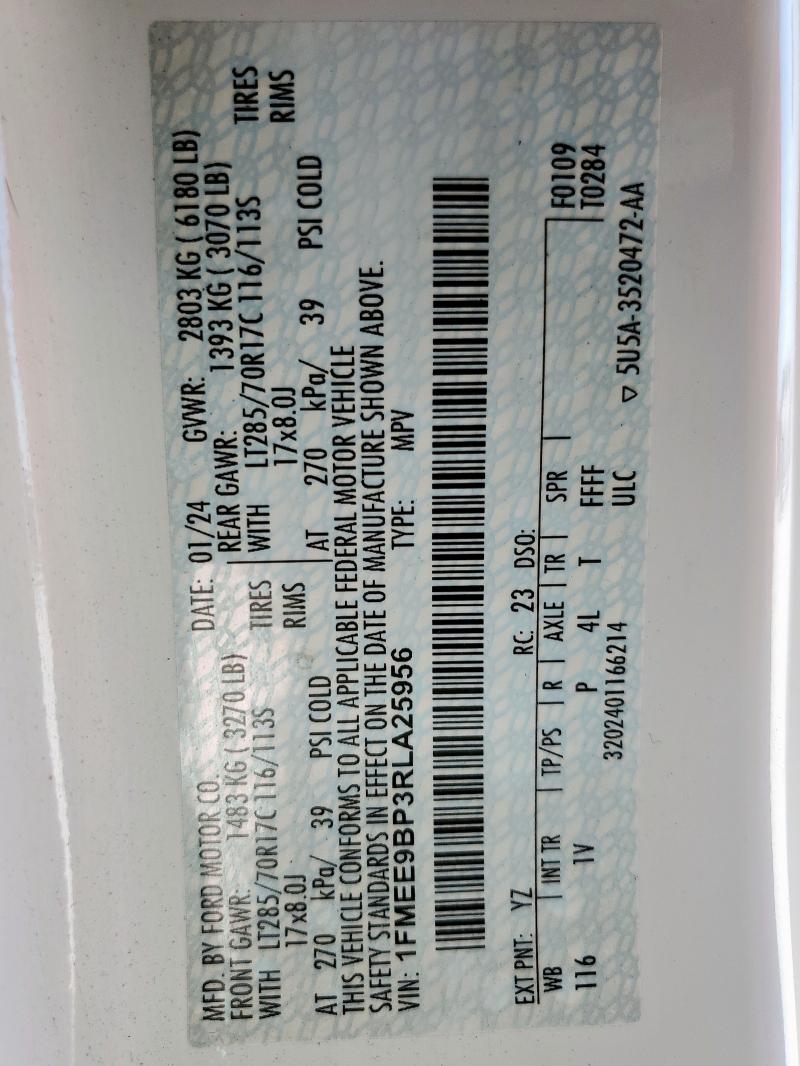 MFD. BY FORD MOTOR CO. DATE: 01/24 GVWR: 2803 KG ( 6180 LB)
FRONT GAWR: 1483 KG ( 3270 LB) REAR GAWR: 1393 KG ( 3070 LB)
WITH LT285/70R17C 116/113S TIRES WITH LT285/70R17C 116/113S TIRES
17x8.0J RIMS 17x8.0J RIMS
AT 270 kPa/ 39 PSI COLD AT 270 kPa/ 39 PSI COLD
THIS VEHICLE CONFORMS TO ALL APPLICABLE FEDERAL MOTOR VEHICLE
SAFETY STANDARDS IN EFFECT ON THE DATE OF MANUFACTURE SHOWN ABOVE.
VIN: 1FMEE9BP3RLA25956 TYPE: MPV
EXT PNT: YZ RC: 23 DSO:
WB INT TR TP/PS R AXLE TR SPR F0109
116 1V P 4L T FFFF T0284
3202401166214 ULC ▽ 5U5A-3520472-AA